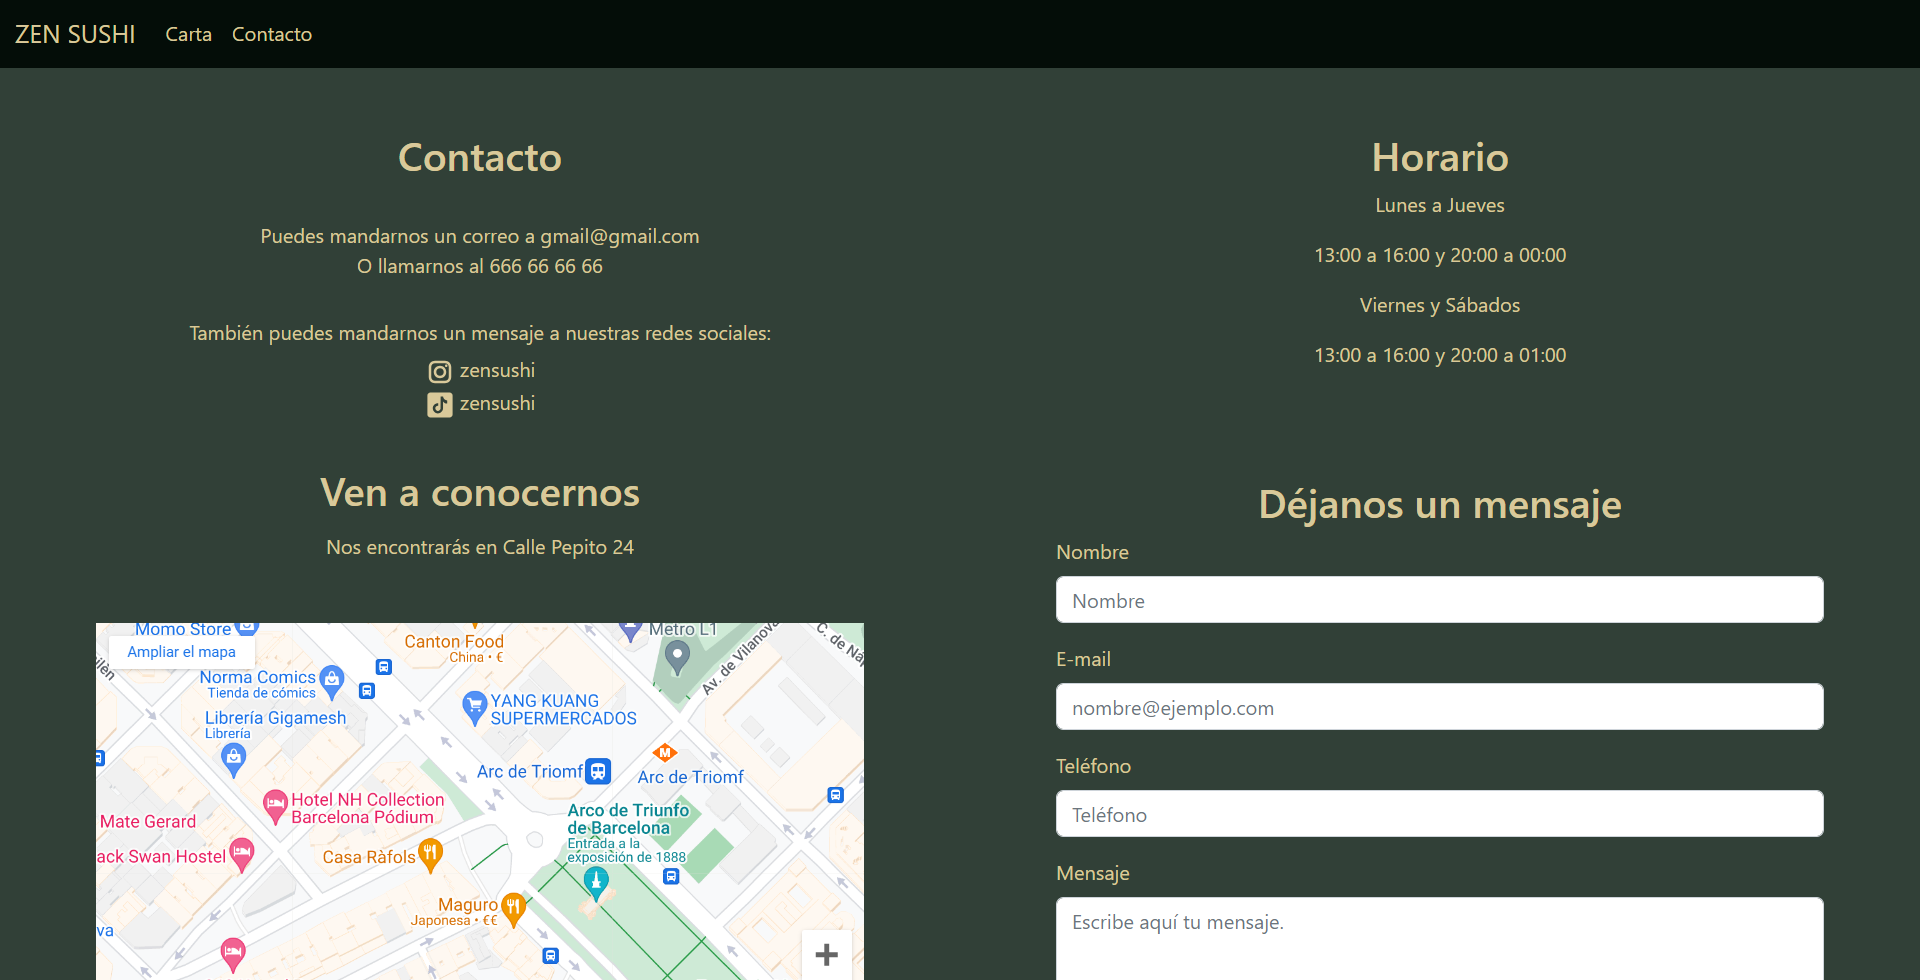 ZEN SUSHI
Carta
Contacto
Contacto
Puedes mandarnos un correo a gmail@gmail.com
O llamarnos al 666 66 66 66
También puedes mandarnos un mensaje a nuestras redes sociales:
zensushi
zensushi
Horario
Lunes a Jueves
13:00 a 16:00 y 20:00 a 00:00
Viernes y Sábados
13:00 a 16:00 y 20:00 a 01:00
Ven a conocernos
Nos encontrarás en Calle Pepito 24
Momo Store
Ampliar el mapa
Canton Food
China • €
Metro L1
Av. de Vilanova
C. de Nà
ilèn
Norma Comics
Tienda de cómics
Librería Gigamesh
Librería
YANG KUANG
SUPERMERCADOS
Arc de Triomf
M
Arc de Triomf
Hotel NH Collection
Barcelona Pódium
Arco de Triunfo
de Barcelona
Entrada a la
exposición de 1888
Mate Gerard
ack Swan Hostel
Casa Ràfols
Maguro
Japonesa • €€
va
Déjanos un mensaje
Nombre
Nombre
E-mail
nombre@ejemplo.com
Teléfono
Teléfono
Mensaje
Escribe aquí tu mensaje.